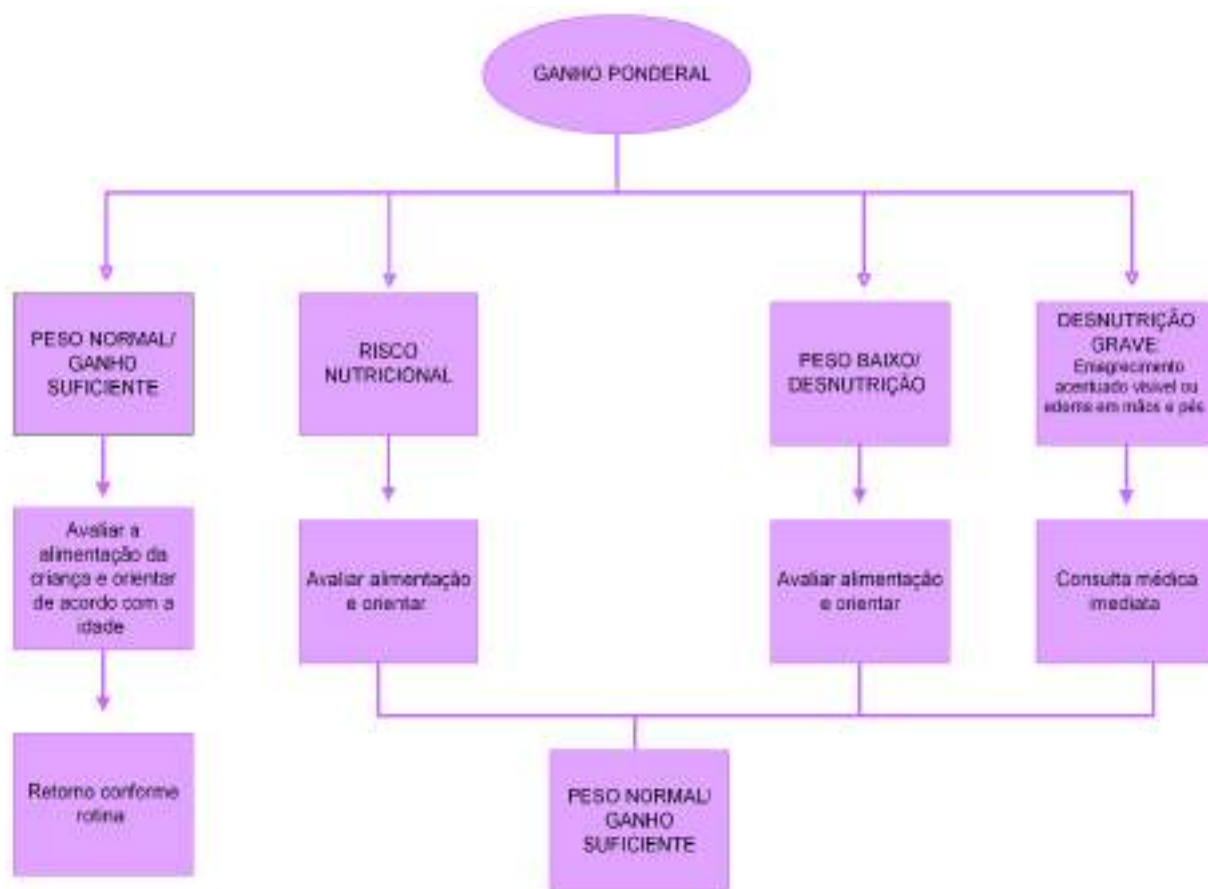 GANHO PONDERAL
PESO NORMAL/
GANHO
SUFICIENTE
RISCO
NUTRICIONAL
PESO BAIXO/
DESNUTRIÇÃO
DESNUTRIÇÃO
GRAVE
Emagrecimento
acentuado visível ou
edema em mãos e pés
Avaliar a
alimentação da
criança e orientar
de acordo com a
idade
Avaliar alimentação
e orientar
Avaliar alimentação
e orientar
Consulta médica
imediata
Retorno conforme
rotina
PESO NORMAL/
GANHO
SUFICIENTE